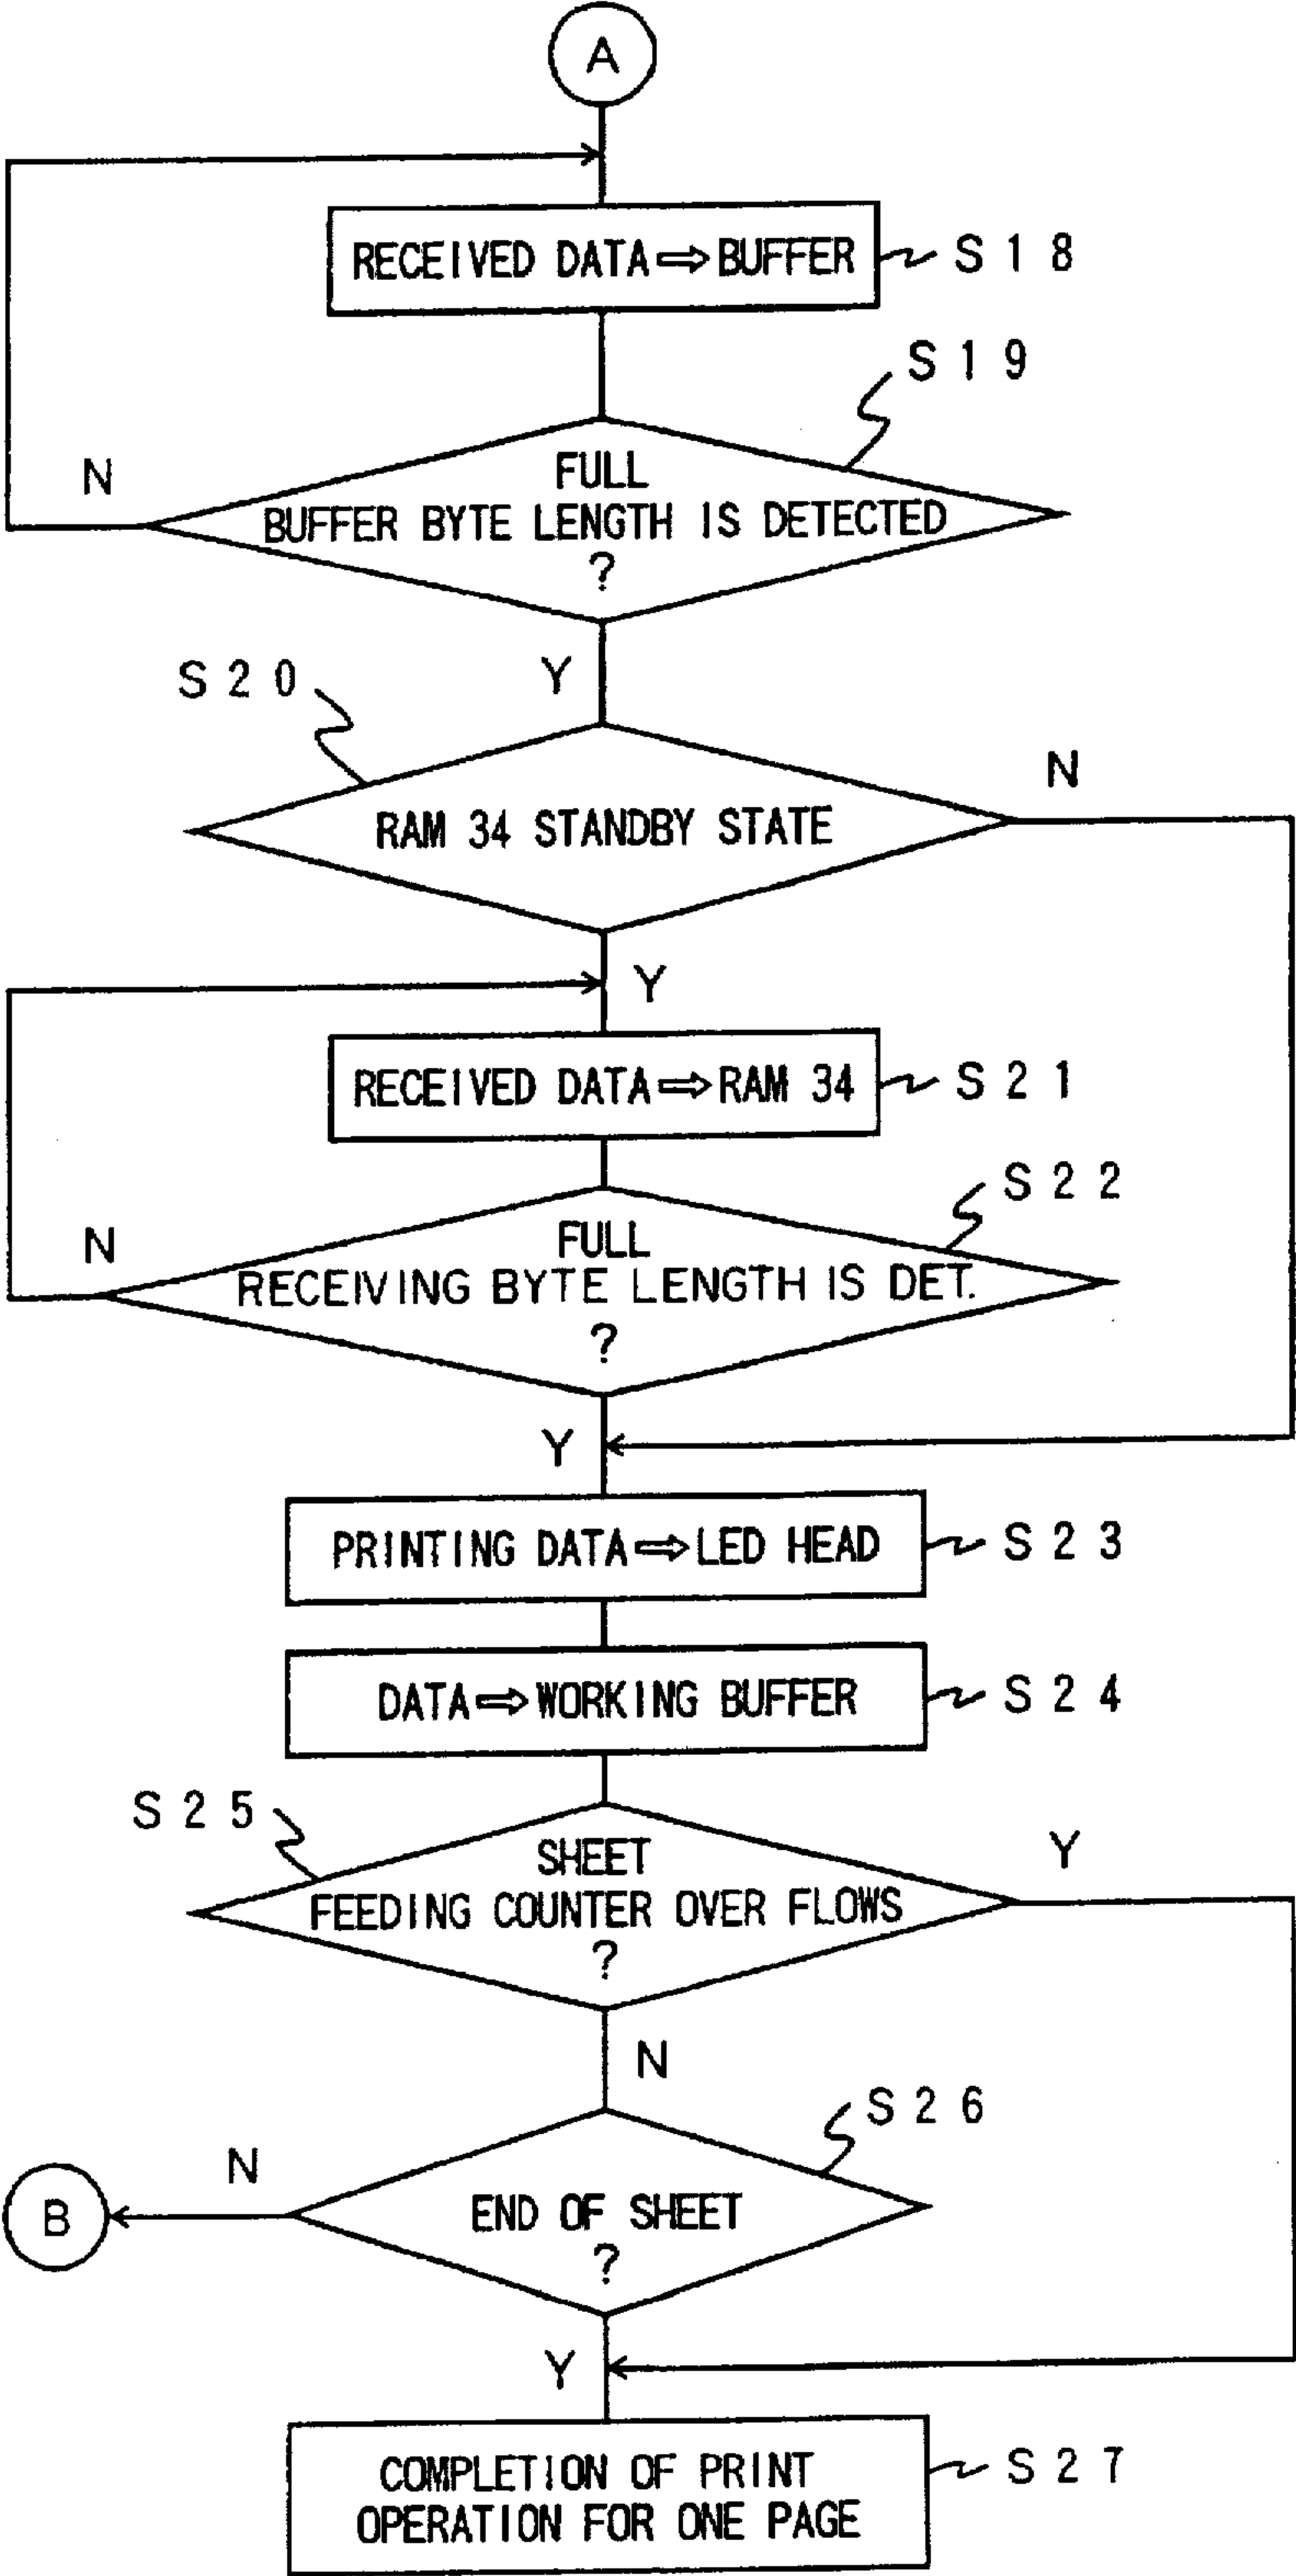 A
RECEIVED DATA⇒BUFFER
S18
S19
N
FULL
BUFFER BYTE LENGTH IS DETECTED
?
Y
S20
N
RAM 34 STANDBY STATE
Y
RECEIVED DATA⇒RAM 34
S21
S22
N
FULL
RECEIVING BYTE LENGTH IS DET.
?
Y
PRINTING DATA⇒LED HEAD
S23
DATA⇒WORKING BUFFER
S24
S25
Y
SHEET
FEEDING COUNTER OVER FLOWS
?
N
S26
N
B
END OF SHEET
?
Y
COMPLETION OF PRINT
OPERATION FOR ONE PAGE
S27